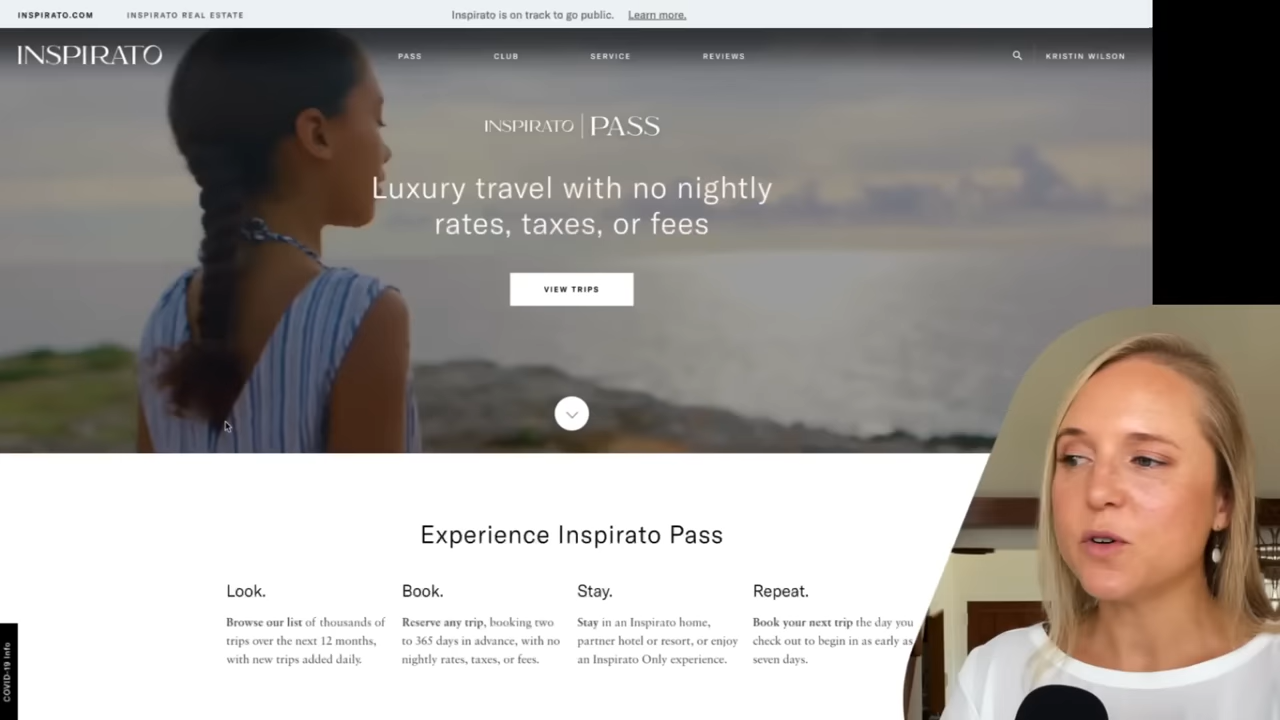 INSPIRATO.COM
INSPIRATO REAL ESTATE
Inspirato is on track to go public. Learn more.
INSPIRATO
PASS
CLUB
SERVICE
REVIEWS
KRISTIN WILSON
INSPIRATO | PASS
Luxury travel with no nightly
rates, taxes, or fees
VIEW TRIPS
Experience Inspirato Pass
Look.
Browse our list of thousands of
trips over the next 12 months,
with new trips added daily.
Book.
Reserve any trip, booking two
to 365 days in advance, with no
nightly rates, taxes, or fees.
Stay.
Stay in an Inspirato home,
partner hotel or resort, or enjoy
an Inspirato Only experience.
Repeat.
Book your next trip the day you
check out to begin in as early as
seven days.
COVID-19 Info